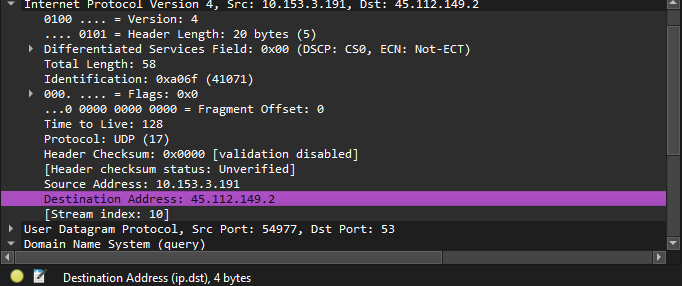 Internet Protocol Version 4, Src: 10.153.3.191, Dst: 45.112.149.2
0100 .... = Version: 4
.... 0101 = Header Length: 20 bytes (5)
Differentiated Services Field: 0x00 (DSCP: CS0, ECN: Not-ECT)
Total Length: 58
Identification: 0xa06f (41071)
000. .... = Flags: 0x0
...0 0000 0000 0000 = Fragment Offset: 0
Time to Live: 128
Protocol: UDP (17)
Header Checksum: 0x0000 [validation disabled]
[Header checksum status: Unverified]
Source Address: 10.153.3.191
Destination Address: 45.112.149.2
[Stream index: 10]
User Datagram Protocol, Src Port: 54977, Dst Port: 53
Domain Name System (query)
Destination Address (ip.dst), 4 bytes